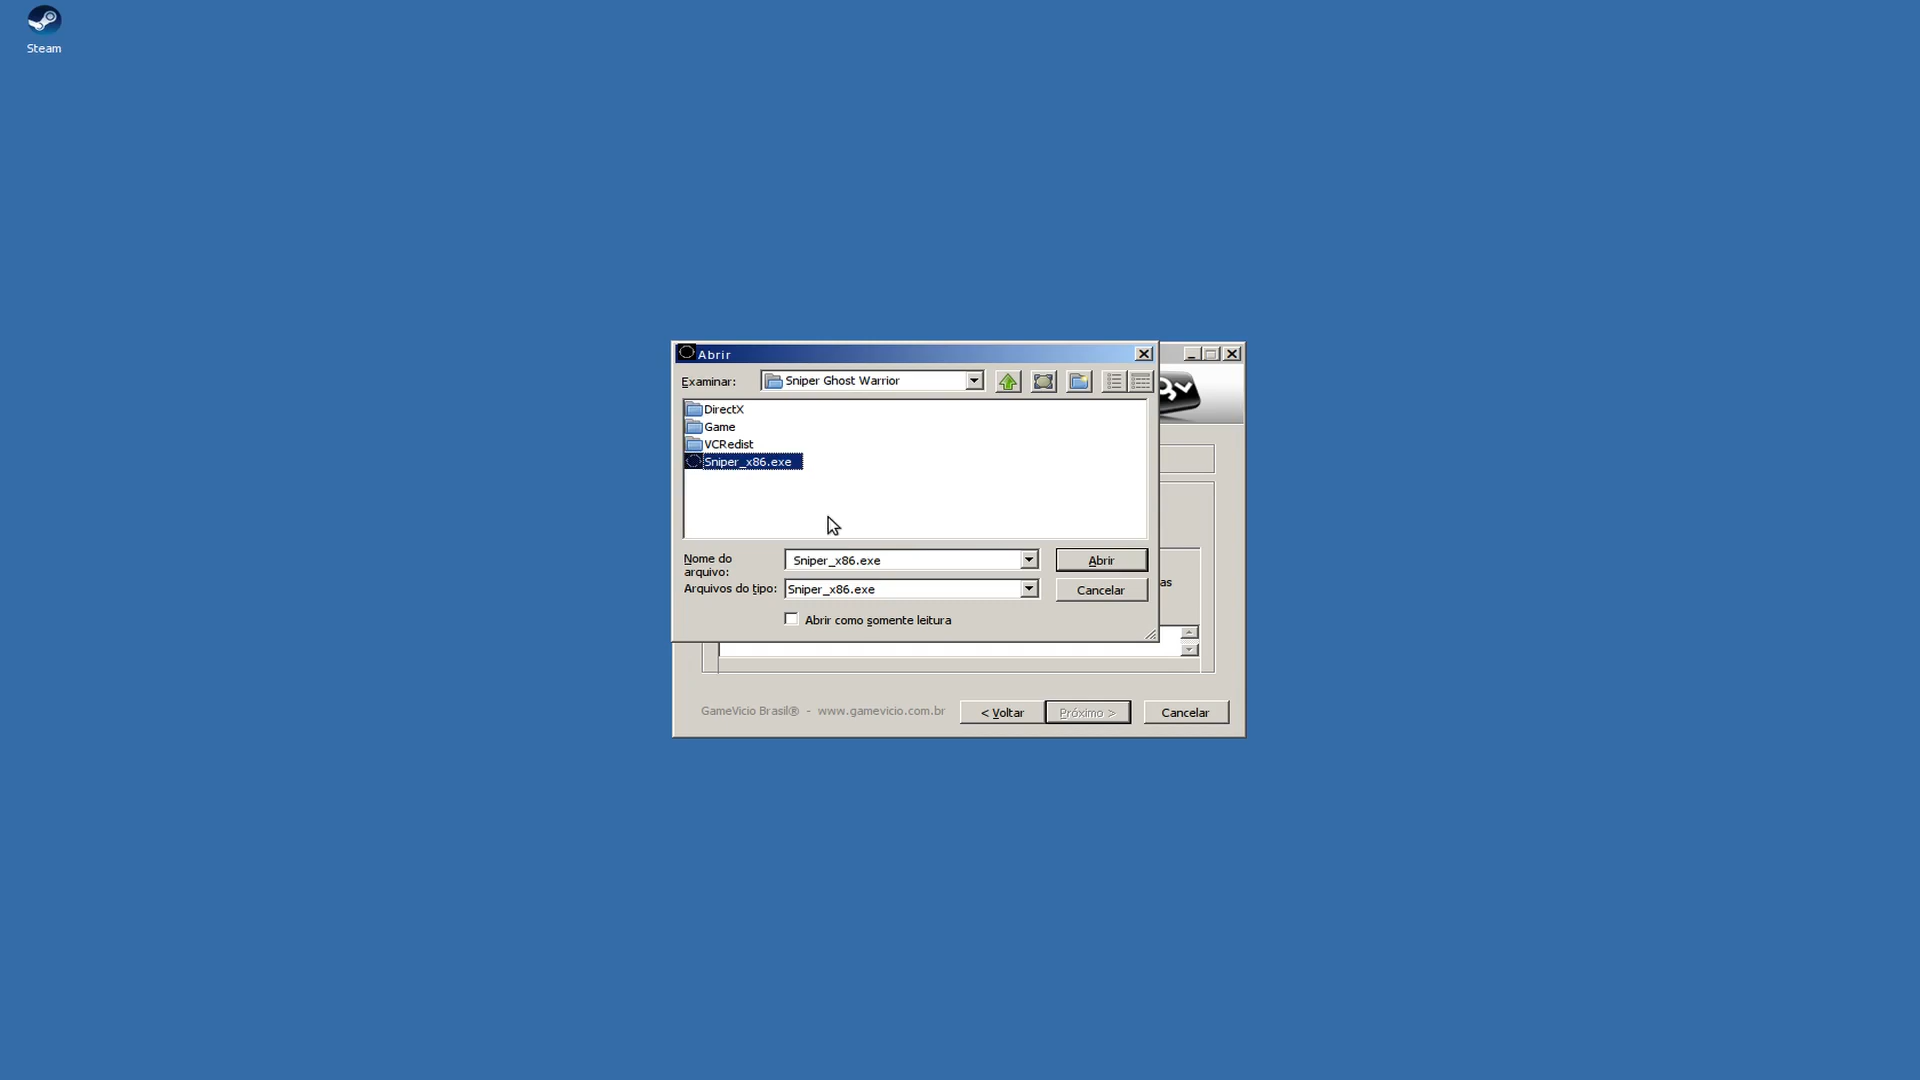 Steam
Abrir
Examinar: Sniper Ghost Warrior
DirectX
Game
VCRedist
Sniper_x86.exe
Nome do arquivo: Sniper_x86.exe
Abrir
Arquivos do tipo: Sniper_x86.exe
Cancelar
as
Abrir como somente leitura
GameVicio Brasil® - www.gamevicio.com.br
< Voltar
Próximo >
Cancelar